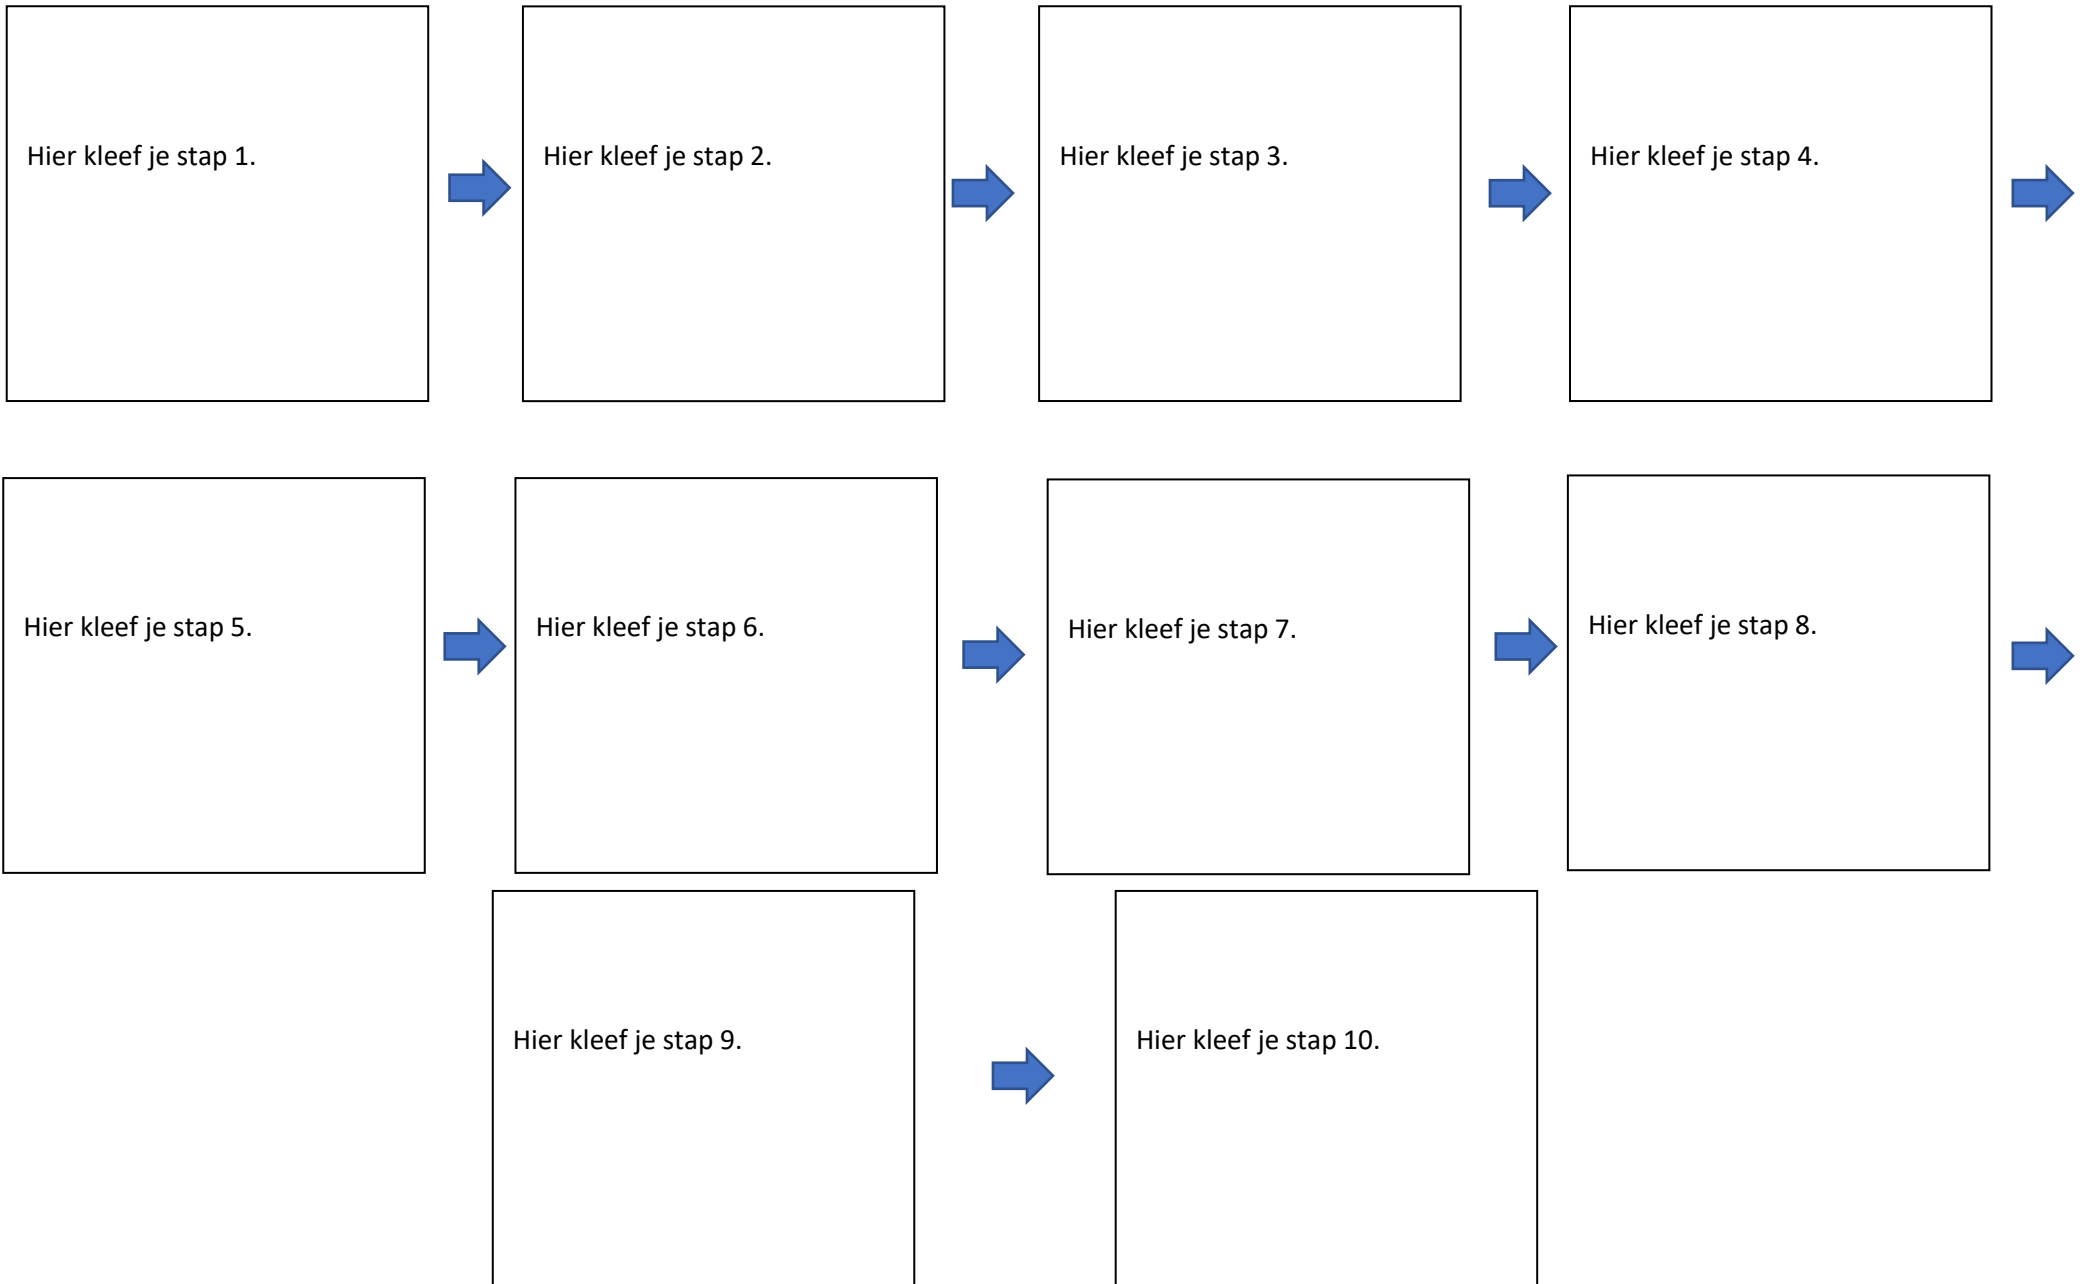 Hier kleef je stap 1.
Hier kleef je stap 2.
Hier kleef je stap 3.
Hier kleef je stap 4.
Hier kleef je stap 5.
Hier kleef je stap 6.
Hier kleef je stap 7.
Hier kleef je stap 8.
Hier kleef je stap 9.
Hier kleef je stap 10.